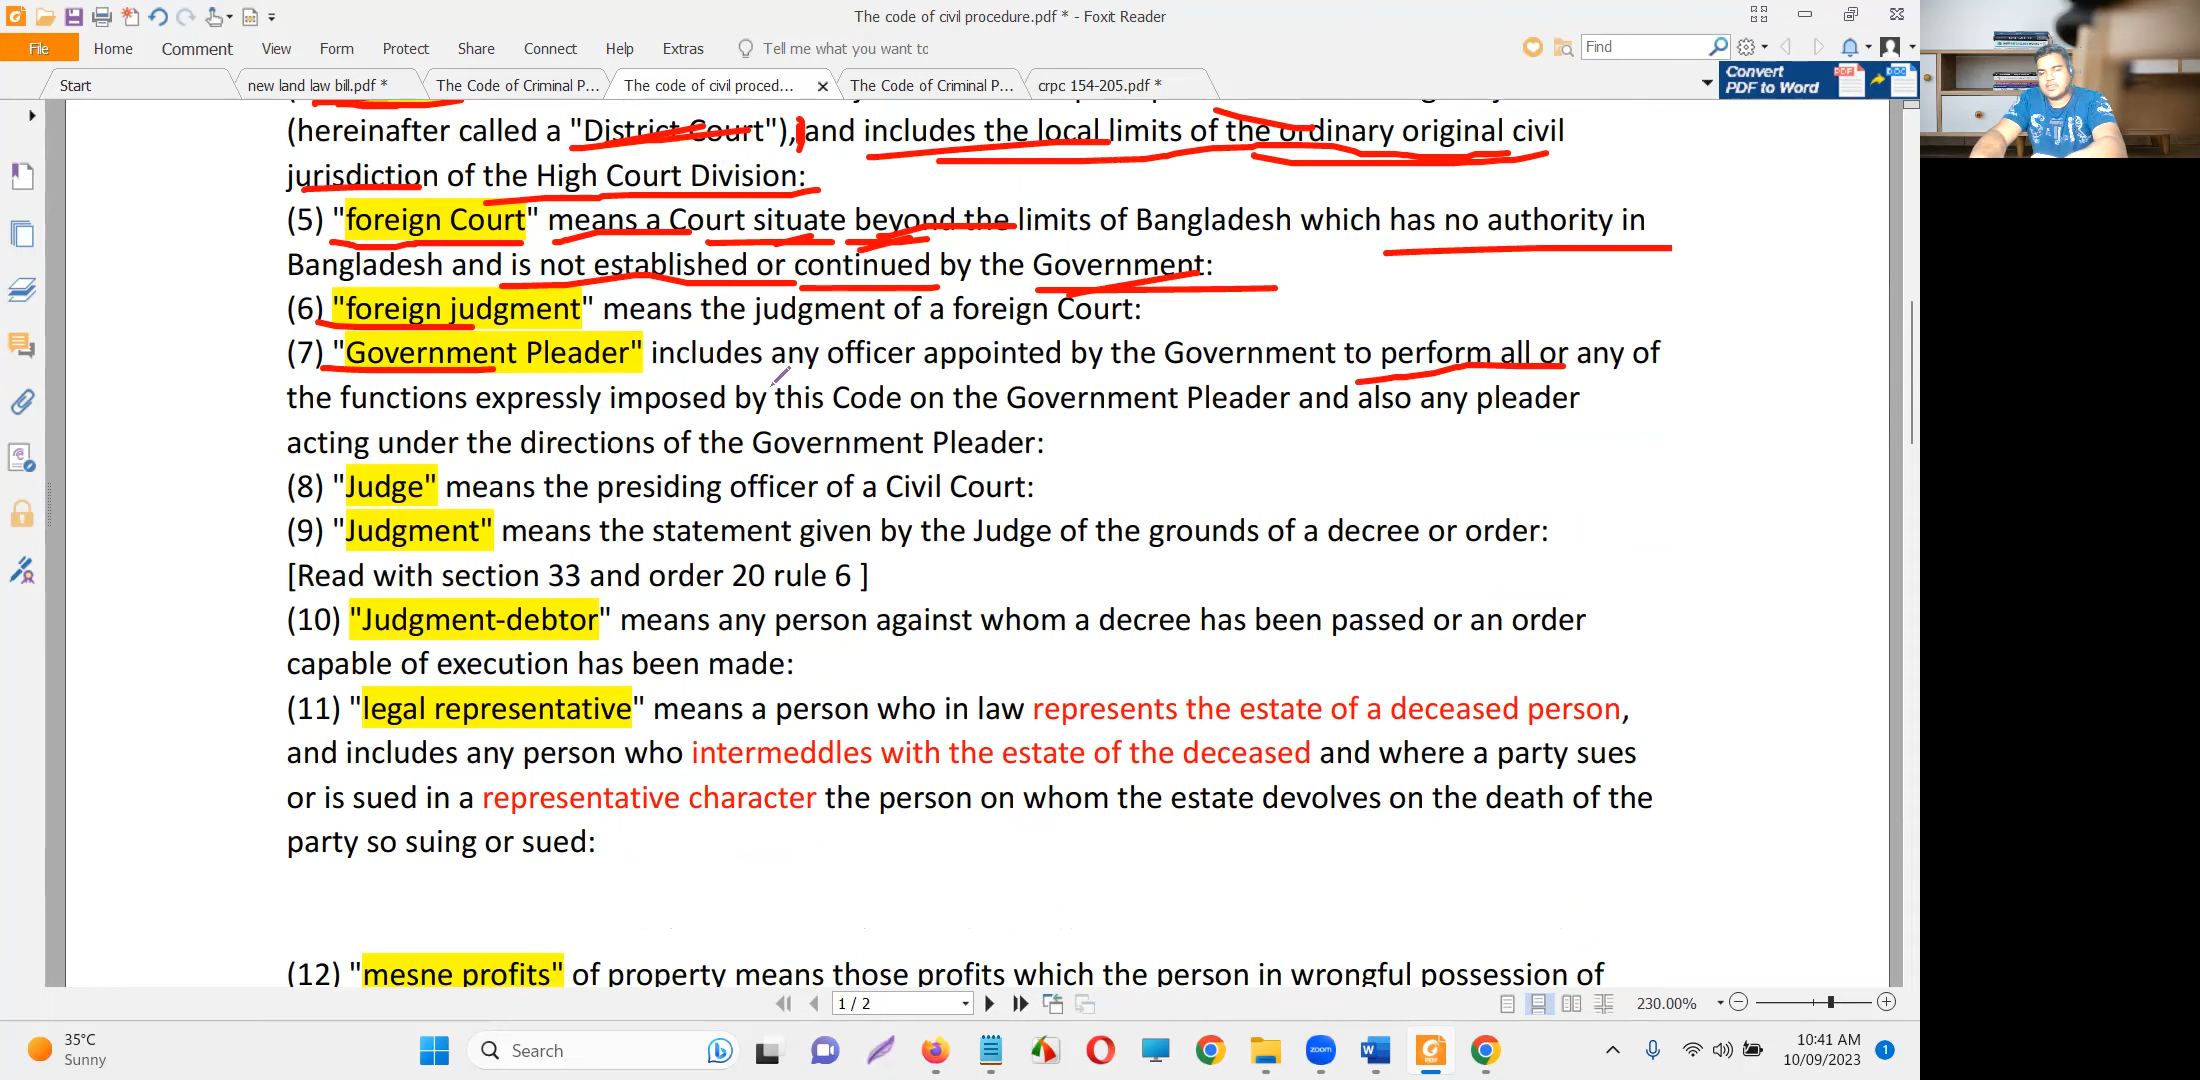 The code of civil procedure.pdf * - Foxit Reader
File Home Comment View Form Protect Share Connect Help Extras Tell me what you want to Find
Start new land law bill.pdf * The Code of Criminal P... The code of civil proced... The Code of Criminal P... crpc 154-205.pdf *
Convert
PDF to Word
(hereinafter called a "District Court"), and includes the local limits of the ordinary original civil
jurisdiction of the High Court Division:
(5) "foreign Court" means a Court situate beyond the limits of Bangladesh which has no authority in
Bangladesh and is not established or continued by the Government:
(6) "foreign judgment" means the judgment of a foreign Court:
(7) "Government Pleader" includes any officer appointed by the Government to perform all or any of
the functions expressly imposed by this Code on the Government Pleader and also any pleader
acting under the directions of the Government Pleader:
(8) "Judge" means the presiding officer of a Civil Court:
(9) "Judgment" means the statement given by the Judge of the grounds of a decree or order:
[Read with section 33 and order 20 rule 6 ]
(10) "Judgment-debtor" means any person against whom a decree has been passed or an order
capable of execution has been made:
(11) "legal representative" means a person who in law represents the estate of a deceased person,
and includes any person who intermeddles with the estate of the deceased and where a party sues
or is sued in a representative character the person on whom the estate devolves on the death of the
party so suing or sued:
(12) "mesne profits" of property means those profits which the person in wrongful possession of
1 / 2
230.00%
35°C
Sunny
Search
zoom
10:41 AM
10/09/2023
1